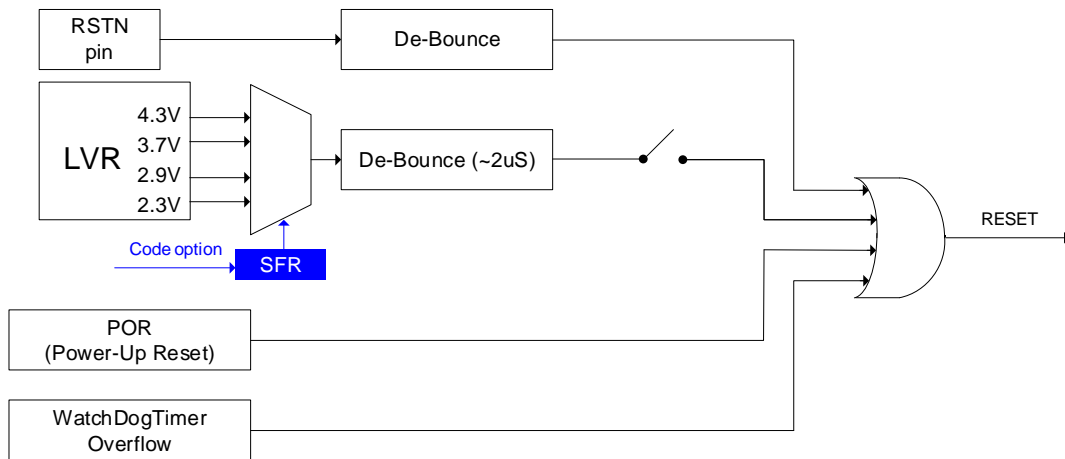 RSTN
pin
De-Bounce
4.3V
3.7V
LVR
2.9V
2.3V
De-Bounce (~2uS)
Code option
SFR
RESET
POR
(Power-Up Reset)
WatchDogTimer
Overflow